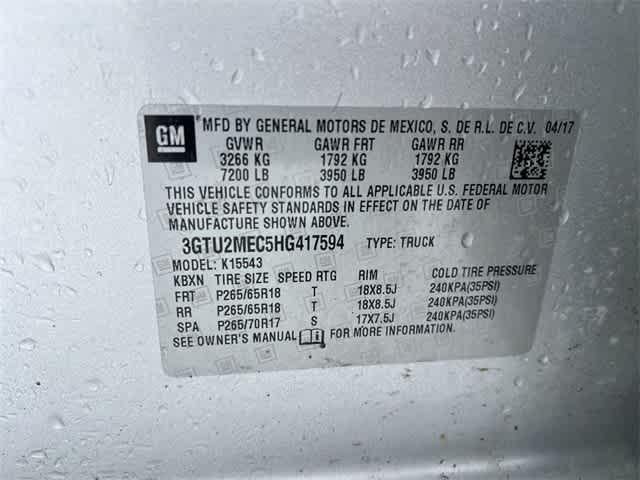 GM MFD BY GENERAL MOTORS DE MEXICO, S. DE R.L. DE C.V. 04/17
GVWR GAWR FRT GAWR RR
3266 KG 1792 KG 1792 KG
7200 LB 3950 LB 3950 LB
THIS VEHICLE CONFORMS TO ALL APPLICABLE U.S. FEDERAL MOTOR
VEHICLE SAFETY STANDARDS IN EFFECT ON THE DATE OF
MANUFACTURE SHOWN ABOVE.
3GTU2MEC5HG417594 TYPE: TRUCK
MODEL: K15543
KBXN TIRE SIZE SPEED RTG RIM COLD TIRE PRESSURE
FRT P265/65R18 T 18X8.5J 240KPA(35PSI)
RR P265/65R18 T 18X8.5J 240KPA(35PSI)
SPA P265/70R17 S 17X7.5J 240KPA(35PSI)
SEE OWNER'S MANUAL FOR MORE INFORMATION.